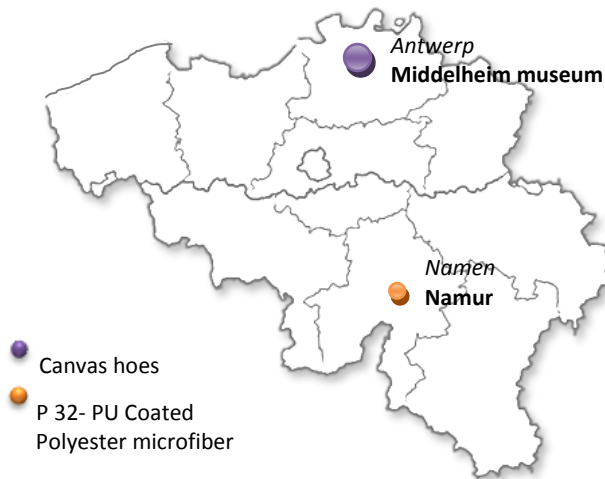 Antwerp
Middelheim museum
Namen
Namur
Canvas hoes
P 32- PU Coated
Polyester microfiber